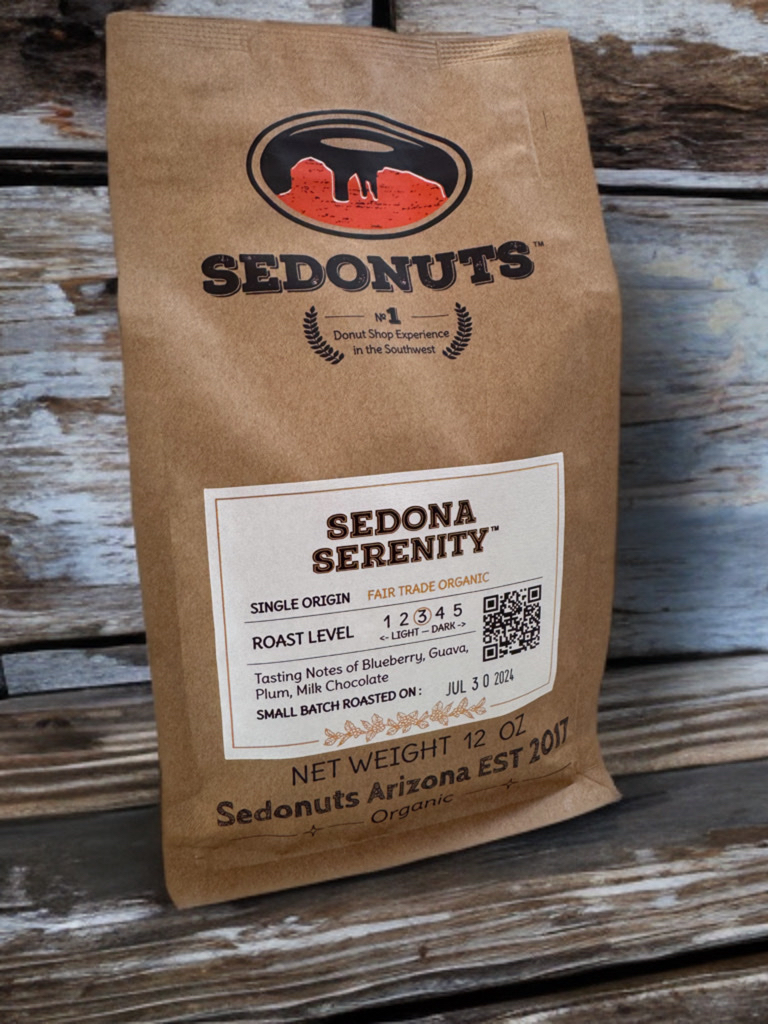 SEDONUTS™
№1
Donut Shop Experience
in the Southwest
SEDONA
SERENITY™
SINGLE ORIGIN FAIR TRADE ORGANIC
ROAST LEVEL 1 2 3 4 5
<- LIGHT — DARK ->
Tasting Notes of Blueberry, Guava,
Plum, Milk Chocolate
SMALL BATCH ROASTED ON : JUL 30 2024
NET WEIGHT 12 OZ
Sedonuts Arizona EST 2017
Organic